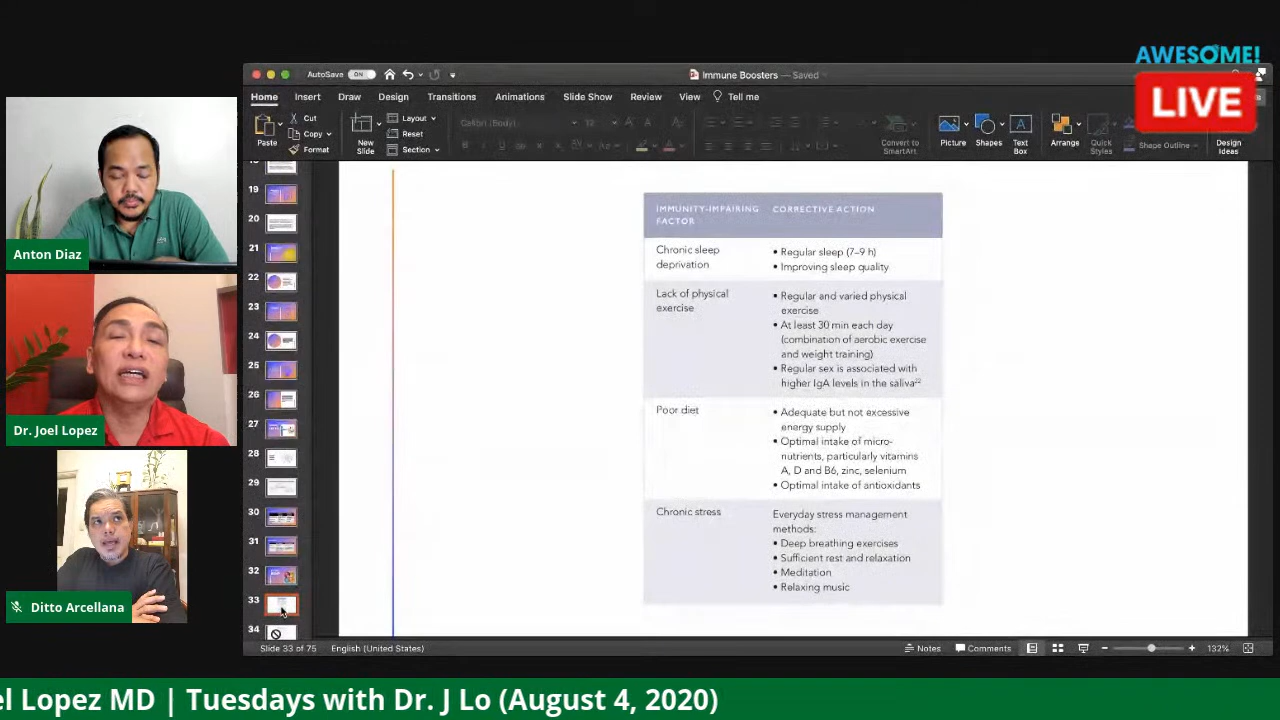 AWESOME!
LIVE
AutoSave ON
Immune Boosters — Saved
Home Insert Draw Design Transitions Animations Slide Show Review View Tell me
Paste
Cut
Copy
Format
New
Slide
Layout
Reset
Section
Calibri (Body)
12
Convert to
SmartArt
Picture
Shapes
Text
Box
Arrange
Quick
Styles
Shape Outline
Design
Ideas
19
20
21
22
23
24
25
26
27
28
29
30
31
32
33
34
IMMUNITY-IMPAIRING
FACTOR
CORRECTIVE ACTION
Chronic sleep
deprivation
• Regular sleep (7–9 h)
• Improving sleep quality
Lack of physical
exercise
• Regular and varied physical
exercise
• At least 30 min each day
(combination of aerobic exercise
and weight training)
• Regular sex is associated with
higher IgA levels in the saliva²²
Poor diet
• Adequate but not excessive
energy supply
• Optimal intake of micro-
nutrients, particularly vitamins
A, D and B6, zinc, selenium
• Optimal intake of antioxidants
Chronic stress
Everyday stress management
methods:
• Deep breathing exercises
• Sufficient rest and relaxation
• Meditation
• Relaxing music
Anton Diaz
Dr. Joel Lopez
Ditto Arcellana
Slide 33 of 75 English (United States)
Notes Comments 132%
el Lopez MD | Tuesdays with Dr. J Lo (August 4, 2020)